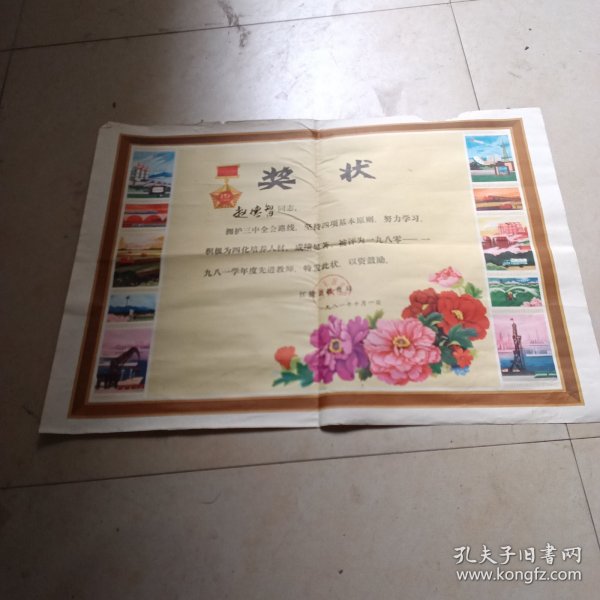 奖状
赵德智同志:
拥护三中全会路线,坚持四项基本原则,努力学习,
积极为四化培养人材,成绩显著,被评为一九八零——一
九八一学年度先进教师,特发此状,以资鼓励。
县教育局
一九八一年十月一日
孔夫子旧书网
www.kongfz.com